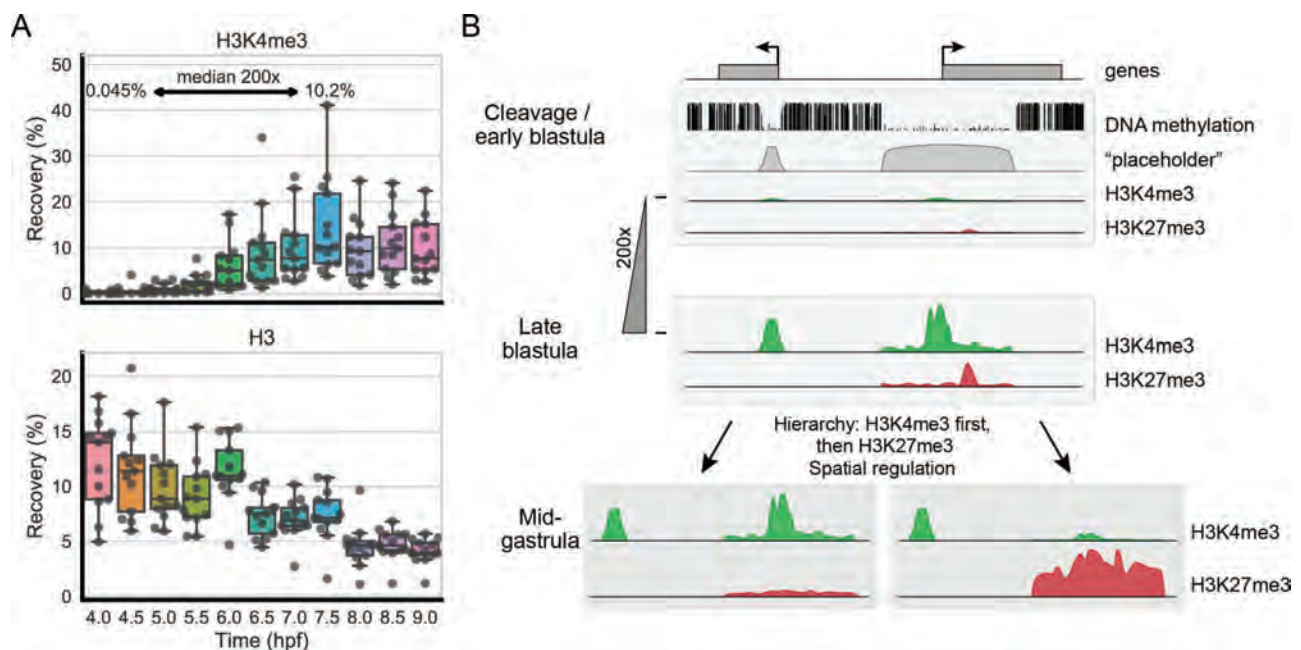 A
H3K4me3
50
40
30
20
10
0
Recovery (%)
0.045%
median 200x
10.2%
H3
20
15
10
5
0
Recovery (%)
4.0 4.5 5.0 5.5 6.0 6.5 7.0 7.5 8.0 8.5 9.0
Time (hpf)
B
genes
Cleavage /
early blastula
DNA methylation
"placeholder"
H3K4me3
H3K27me3
200x
Late
blastula
H3K4me3
H3K27me3
Hierarchy: H3K4me3 first,
then H3K27me3
Spatial regulation
Mid-
gastrula
H3K4me3
H3K27me3